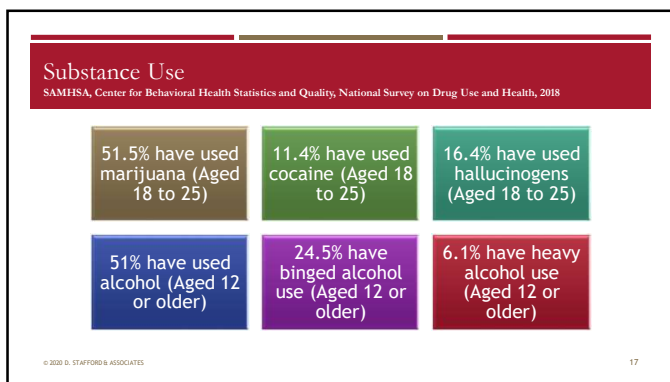 Substance Use
SAMHSA, Center for Behavioral Health Statistics and Quality, National Survey on Drug Use and Health, 2018
51.5% have used
marijuana (Aged
18 to 25)
11.4% have used
cocaine (Aged 18
to 25)
16.4% have used
hallucinogens
(Aged 18 to 25)
51% have used
alcohol (Aged 12
or older)
24.5% have
binged alcohol
use (Aged 12 or
older)
6.1% have heavy
alcohol use
(Aged 12 or
older)
© 2020 D. STAFFORD & ASSOCIATES
17